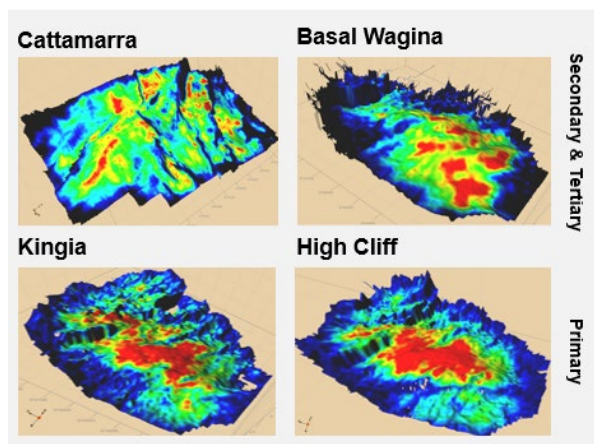 Cattamarra
Basal Wagina
Secondary & Tertiary
Kingia
High Cliff
Primary